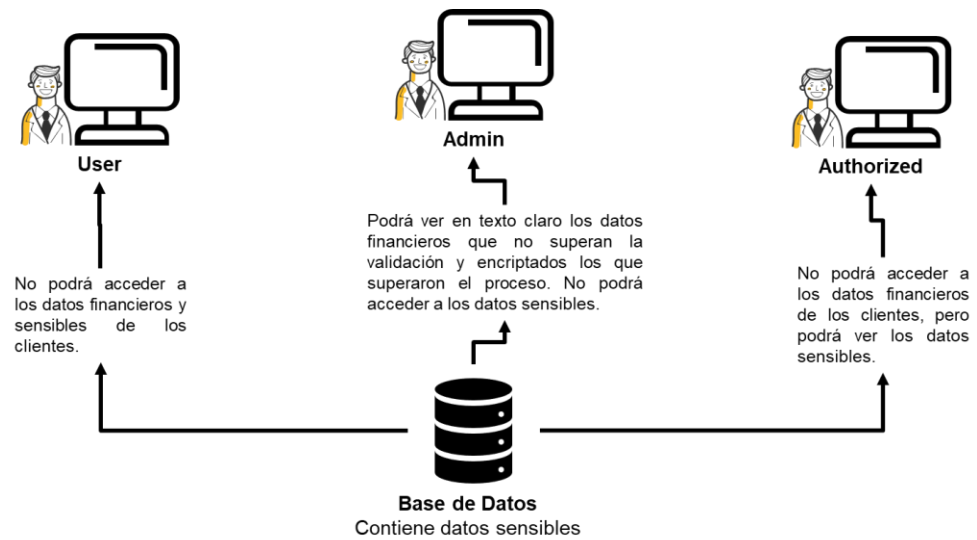 User
Admin
Authorized
No podrá acceder a
los datos financieros y
sensibles de los
clientes.
Podrá ver en texto claro los datos
financieros que no superan la
validación y encriptados los que
superaron el proceso. No podrá
acceder a los datos sensibles.
No podrá acceder a
los datos financieros
de los clientes, pero
podrá ver los datos
sensibles.
Base de Datos
Contiene datos sensibles